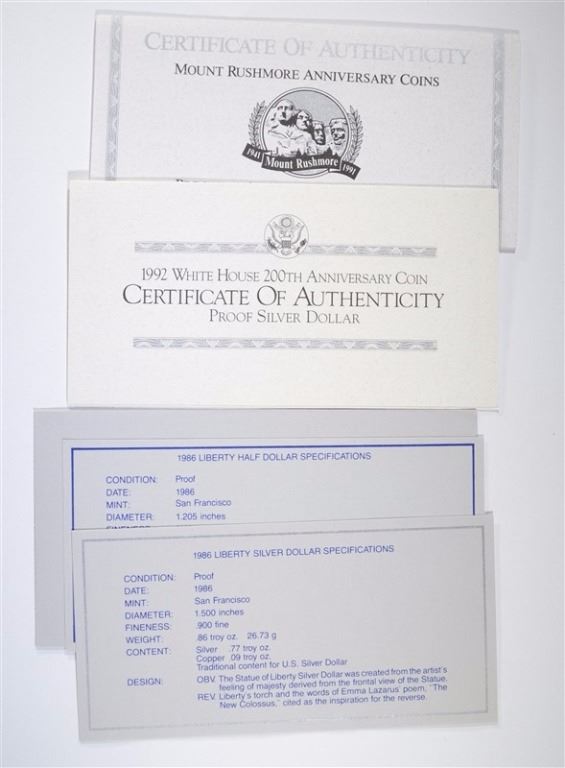 CERTIFICATE OF AUTHENTICITY
MOUNT RUSHMORE ANNIVERSARY COINS
1941 Mount Rushmore 1991
1992 WHITE HOUSE 200TH ANNIVERSARY COIN
CERTIFICATE OF AUTHENTICITY
PROOF SILVER DOLLAR
1986 LIBERTY HALF DOLLAR SPECIFICATIONS
CONDITION: Proof
DATE: 1986
MINT: San Francisco
DIAMETER: 1.205 inches
1986 LIBERTY SILVER DOLLAR SPECIFICATIONS
CONDITION: Proof
DATE: 1986
MINT: San Francisco
DIAMETER: 1.500 inches
FINENESS: .900 fine
WEIGHT: .86 troy oz. 26.73 g
CONTENT: Silver .77 troy oz.
Copper .09 troy oz.
Traditional content for U.S. Silver Dollar
DESIGN: OBV. The Statue of Liberty Silver Dollar was created from the artist's
feeling of majesty derived from the frontal view of the Statue.
REV. Liberty's torch and the words of Emma Lazarus' poem, "The
New Colossus," cited as the inspiration for the reverse.